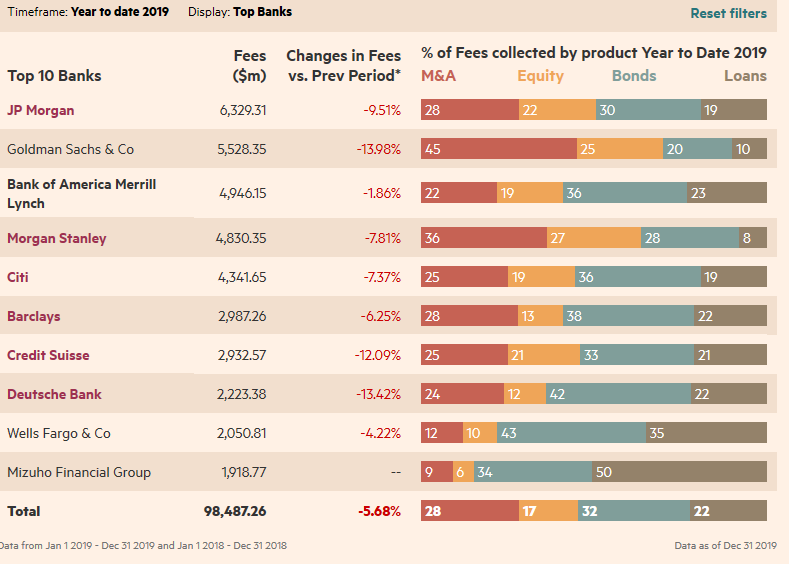 Timeframe: Year to date 2019 Display: Top Banks Reset filters
Top 10 Banks Fees ($m) Changes in Fees vs. Prev Period* % of Fees collected by product Year to Date 2019
M&A Equity Bonds Loans
JP Morgan 6,329.31 -9.51% 28 22 30 19
Goldman Sachs & Co 5,528.35 -13.98% 45 25 20 10
Bank of America Merrill
Lynch 4,946.15 -1.86% 22 19 36 23
Morgan Stanley 4,830.35 -7.81% 36 27 28 8
Citi 4,341.65 -7.37% 25 19 36 19
Barclays 2,987.26 -6.25% 28 13 38 22
Credit Suisse 2,932.57 -12.09% 25 21 33 21
Deutsche Bank 2,223.38 -13.42% 24 12 42 22
Wells Fargo & Co 2,050.81 -4.22% 12 10 43 35
Mizuho Financial Group 1,918.77 -- 9 6 34 50
Total 98,487.26 -5.68% 28 17 32 22
Data from Jan 1 2019 - Dec 31 2019 and Jan 1 2018 - Dec 31 2018 Data as of Dec 31 2019